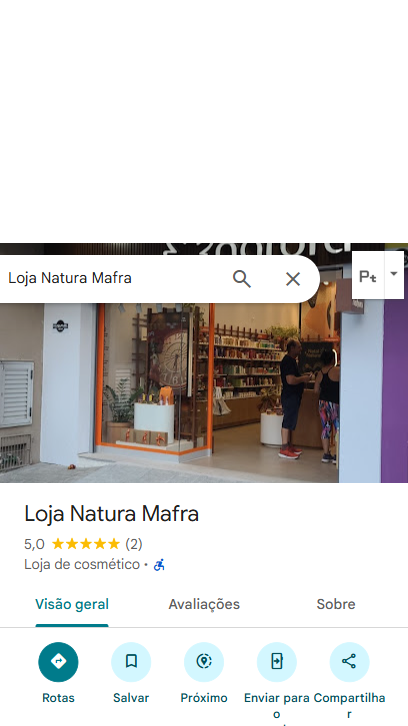 Loja Natura Mafra
Pt
Loja Natura Mafra
5,0 (2)
Loja de cosmético ·
Visão geral Avaliações Sobre
Rotas Salvar Próximo Enviar para o Compartilhar